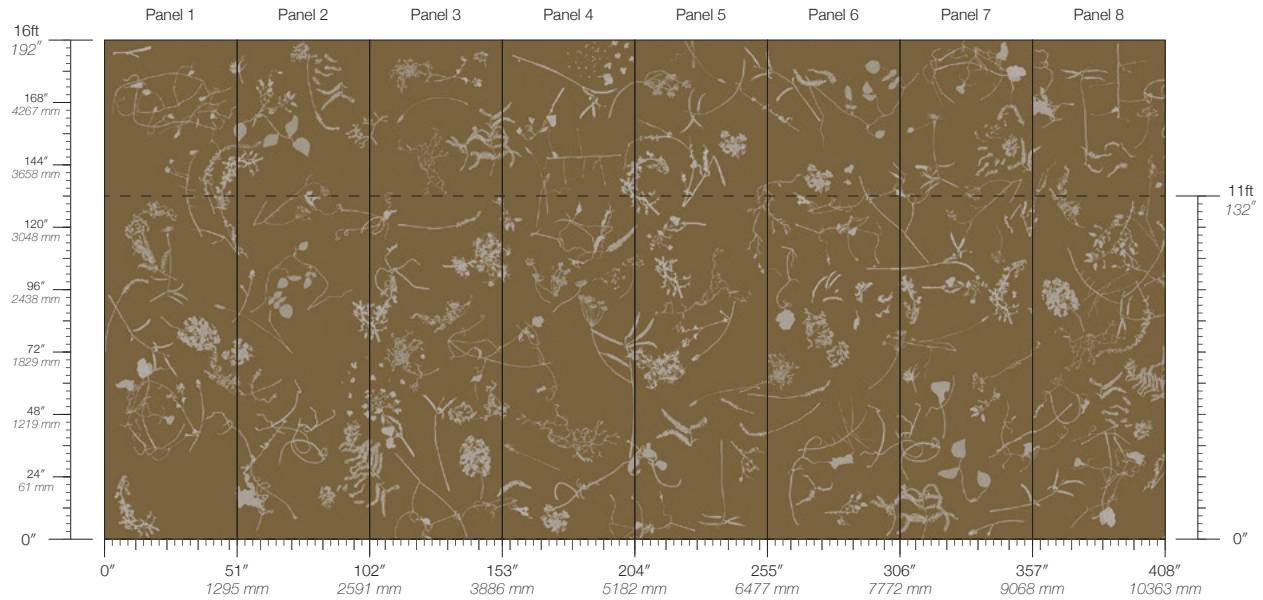 Panel 1 Panel 2 Panel 3 Panel 4 Panel 5 Panel 6 Panel 7 Panel 8
16ft
192″
168″
4267 mm
144″
3658 mm
11ft
132″
120″
3048 mm
96″
2438 mm
72″
1829 mm
48″
1219 mm
24″
61 mm
0″ 0″
0″ 51″ 102″ 153″ 204″ 255″ 306″ 357″ 408″
1295 mm 2591 mm 3886 mm 5182 mm 6477 mm 7772 mm 9068 mm 10363 mm